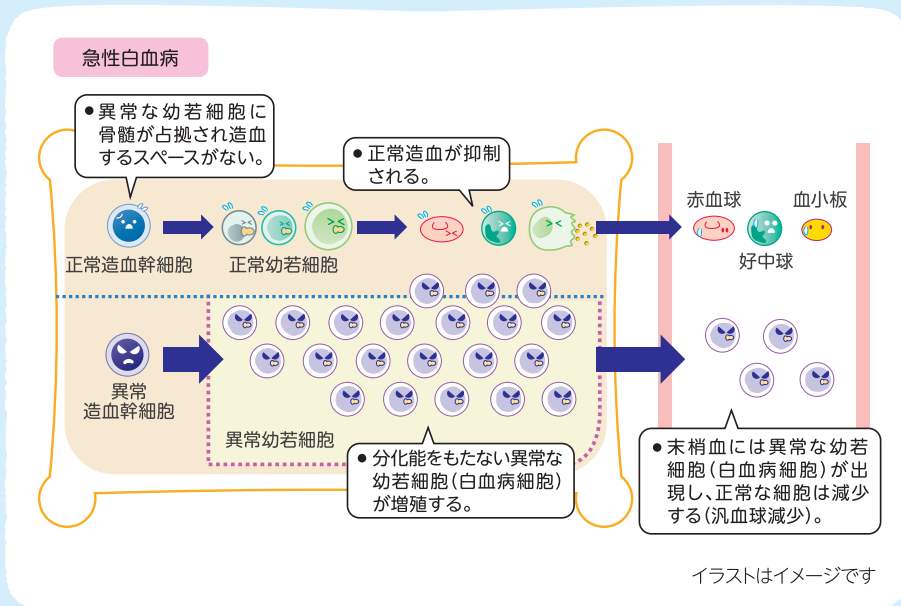 急性白血病
● 異常な幼若細胞に
骨髄が占拠され造血
するスペースがない。
● 正常造血が抑制
される。
赤血球
血小板
好中球
正常造血幹細胞
正常幼若細胞
異常
造血幹細胞
異常幼若細胞
● 分化能をもたない異常な
幼若細胞(白血病細胞)
が増殖する。
● 末梢血には異常な幼若
細胞(白血病細胞)が出
現し、正常な細胞は減少
する(汎血球減少)。
イラストはイメージです